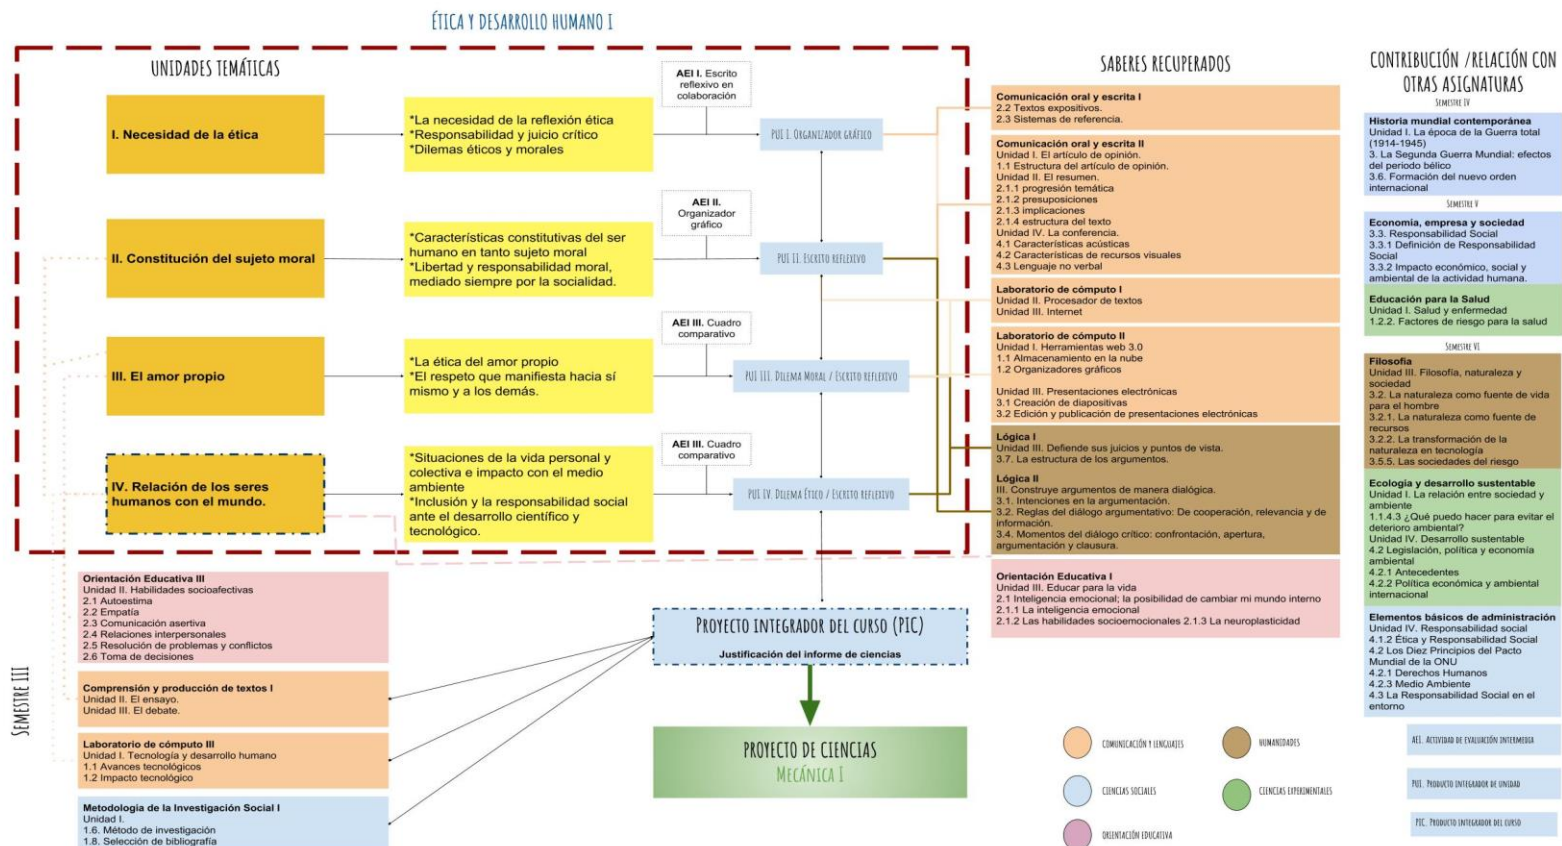 ÉTICA Y DESARROLLO HUMANO I
UNIDADES TEMÁTICAS
I. Necesidad de la ética
*La necesidad de la reflexión ética
*Responsabilidad y juicio crítico
*Dilemas éticos y morales
AEI I. Escrito
reflexivo en
colaboración
PUI I. ORGANIZADOR GRÁFICO
II. Constitución del sujeto moral
*Características constitutivas del ser
humano en tanto sujeto moral
*Libertad y responsabilidad moral,
mediado siempre por la socialidad.
AEI II.
Organizador
gráfico
PUI II. ESCRITO REFLEXIVO
III. El amor propio
*La ética del amor propio
*El respeto que manifiesta hacia sí
mismo y a los demás.
AEI III. Cuadro
comparativo
PUI III. DILEMA MORAL / ESCRITO REFLEXIVO
IV. Relación de los seres
humanos con el mundo.
*Situaciones de la vida personal y
colectiva e impacto con el medio
ambiente
*Inclusión y la responsabilidad social
ante el desarrollo científico y
tecnológico.
AEI III. Cuadro
comparativo
PUI IV. DILEMA ÉTICO / ESCRITO REFLEXIVO
SEMESTRE III
Orientación Educativa III
Unidad II. Habilidades socioafectivas
2.1 Autoestima
2.2 Empatía
2.3 Comunicación asertiva
2.4 Relaciones interpersonales
2.5 Resolución de problemas y conflictos
2.6 Toma de decisiones
Comprensión y producción de textos I
Unidad II. El ensayo.
Unidad III. El debate.
Laboratorio de cómputo III
Unidad I. Tecnología y desarrollo humano
1.1 Avances tecnológicos
1.2 Impacto tecnológico
Metodología de la Investigación Social I
Unidad I.
1.6. Método de investigación
1.8. Selección de bibliografía
PROYECTO INTEGRADOR DEL CURSO (PIC)
Justificación del informe de ciencias
PROYECTO DE CIENCIAS
MECÁNICA I
SABERES RECUPERADOS
Comunicación oral y escrita I
2.2 Textos expositivos.
2.3 Sistemas de referencia.
Comunicación oral y escrita II
Unidad I. El artículo de opinión.
1.1 Estructura del artículo de opinión.
Unidad II. El resumen.
2.1.1 progresión temática
2.1.2 presuposiciones
2.1.3 implicaciones
2.1.4 estructura del texto
Unidad IV. La conferencia.
4.1 Características acústicas
4.2 Características de recursos visuales
4.3 Lenguaje no verbal
Laboratorio de cómputo I
Unidad II. Procesador de textos
Unidad III. Internet
Laboratorio de cómputo II
Unidad I. Herramientas web 3.0
1.1 Almacenamiento en la nube
1.2 Organizadores gráficos
Unidad III. Presentaciones electrónicas
3.1 Creación de diapositivas
3.2 Edición y publicación de presentaciones electrónicas
Lógica I
Unidad III. Defiende sus juicios y puntos de vista.
3.7. La estructura de los argumentos.
Lógica II
III. Construye argumentos de manera dialógica.
3.1. Intenciones en la argumentación.
3.2. Reglas del diálogo argumentativo: De cooperación, relevancia y de
información.
3.4. Momentos del diálogo crítico: confrontación, apertura,
argumentación y clausura.
Orientación Educativa I
Unidad III. Educar para la vida
2.1 Inteligencia emocional; la posibilidad de cambiar mi mundo interno
2.1.1 La inteligencia emocional
2.1.2 Las habilidades socioemocionales 2.1.3 La neuroplasticidad
COMUNICACIÓN Y LENGUAJES
HUMANIDADES
CIENCIAS SOCIALES
CIENCIAS EXPERIMENTALES
ORIENTACIÓN EDUCATIVA
CONTRIBUCIÓN /RELACIÓN CON
OTRAS ASIGNATURAS
SEMESTRE IV
Historia mundial contemporánea
Unidad I. La época de la Guerra total
(1914-1945)
3. La Segunda Guerra Mundial: efectos
del periodo bélico
3.6. Formación del nuevo orden
internacional
SEMESTRE V
Economía, empresa y sociedad
3.3. Responsabilidad Social
3.3.1 Definición de Responsabilidad
Social
3.3.2 Impacto económico, social y
ambiental de la actividad humana.
Educación para la Salud
Unidad I. Salud y enfermedad
1.2.2. Factores de riesgo para la salud
SEMESTRE VI
Filosofía
Unidad III. Filosofía, naturaleza y
sociedad
3.2. La naturaleza como fuente de vida
para el hombre
3.2.1. La naturaleza como fuente de
recursos
3.2.2. La transformación de la
naturaleza en tecnología
3.5.5. Las sociedades del riesgo
Ecología y desarrollo sustentable
Unidad I. La relación entre sociedad y
ambiente
1.1.4.3 ¿Qué puedo hacer para evitar el
deterioro ambiental?
Unidad IV. Desarrollo sustentable
4.2 Legislación, política y economía
ambiental
4.2.1 Antecedentes
4.2.2 Política económica y ambiental
internacional
Elementos básicos de administración
Unidad IV. Responsabilidad social
4.1.2 Ética y Responsabilidad Social
4.2 Los Diez Principios del Pacto
Mundial de la ONU
4.2.1 Derechos Humanos
4.2.3 Medio Ambiente
4.3 La Responsabilidad Social en el
entorno
AEI. ACTIVIDAD DE EVALUACIÓN INTERMEDIA
PUI. PRODUCTO INTEGRADOR DE UNIDAD
PIC. PRODUCTO INTEGRADOR DEL CURSO